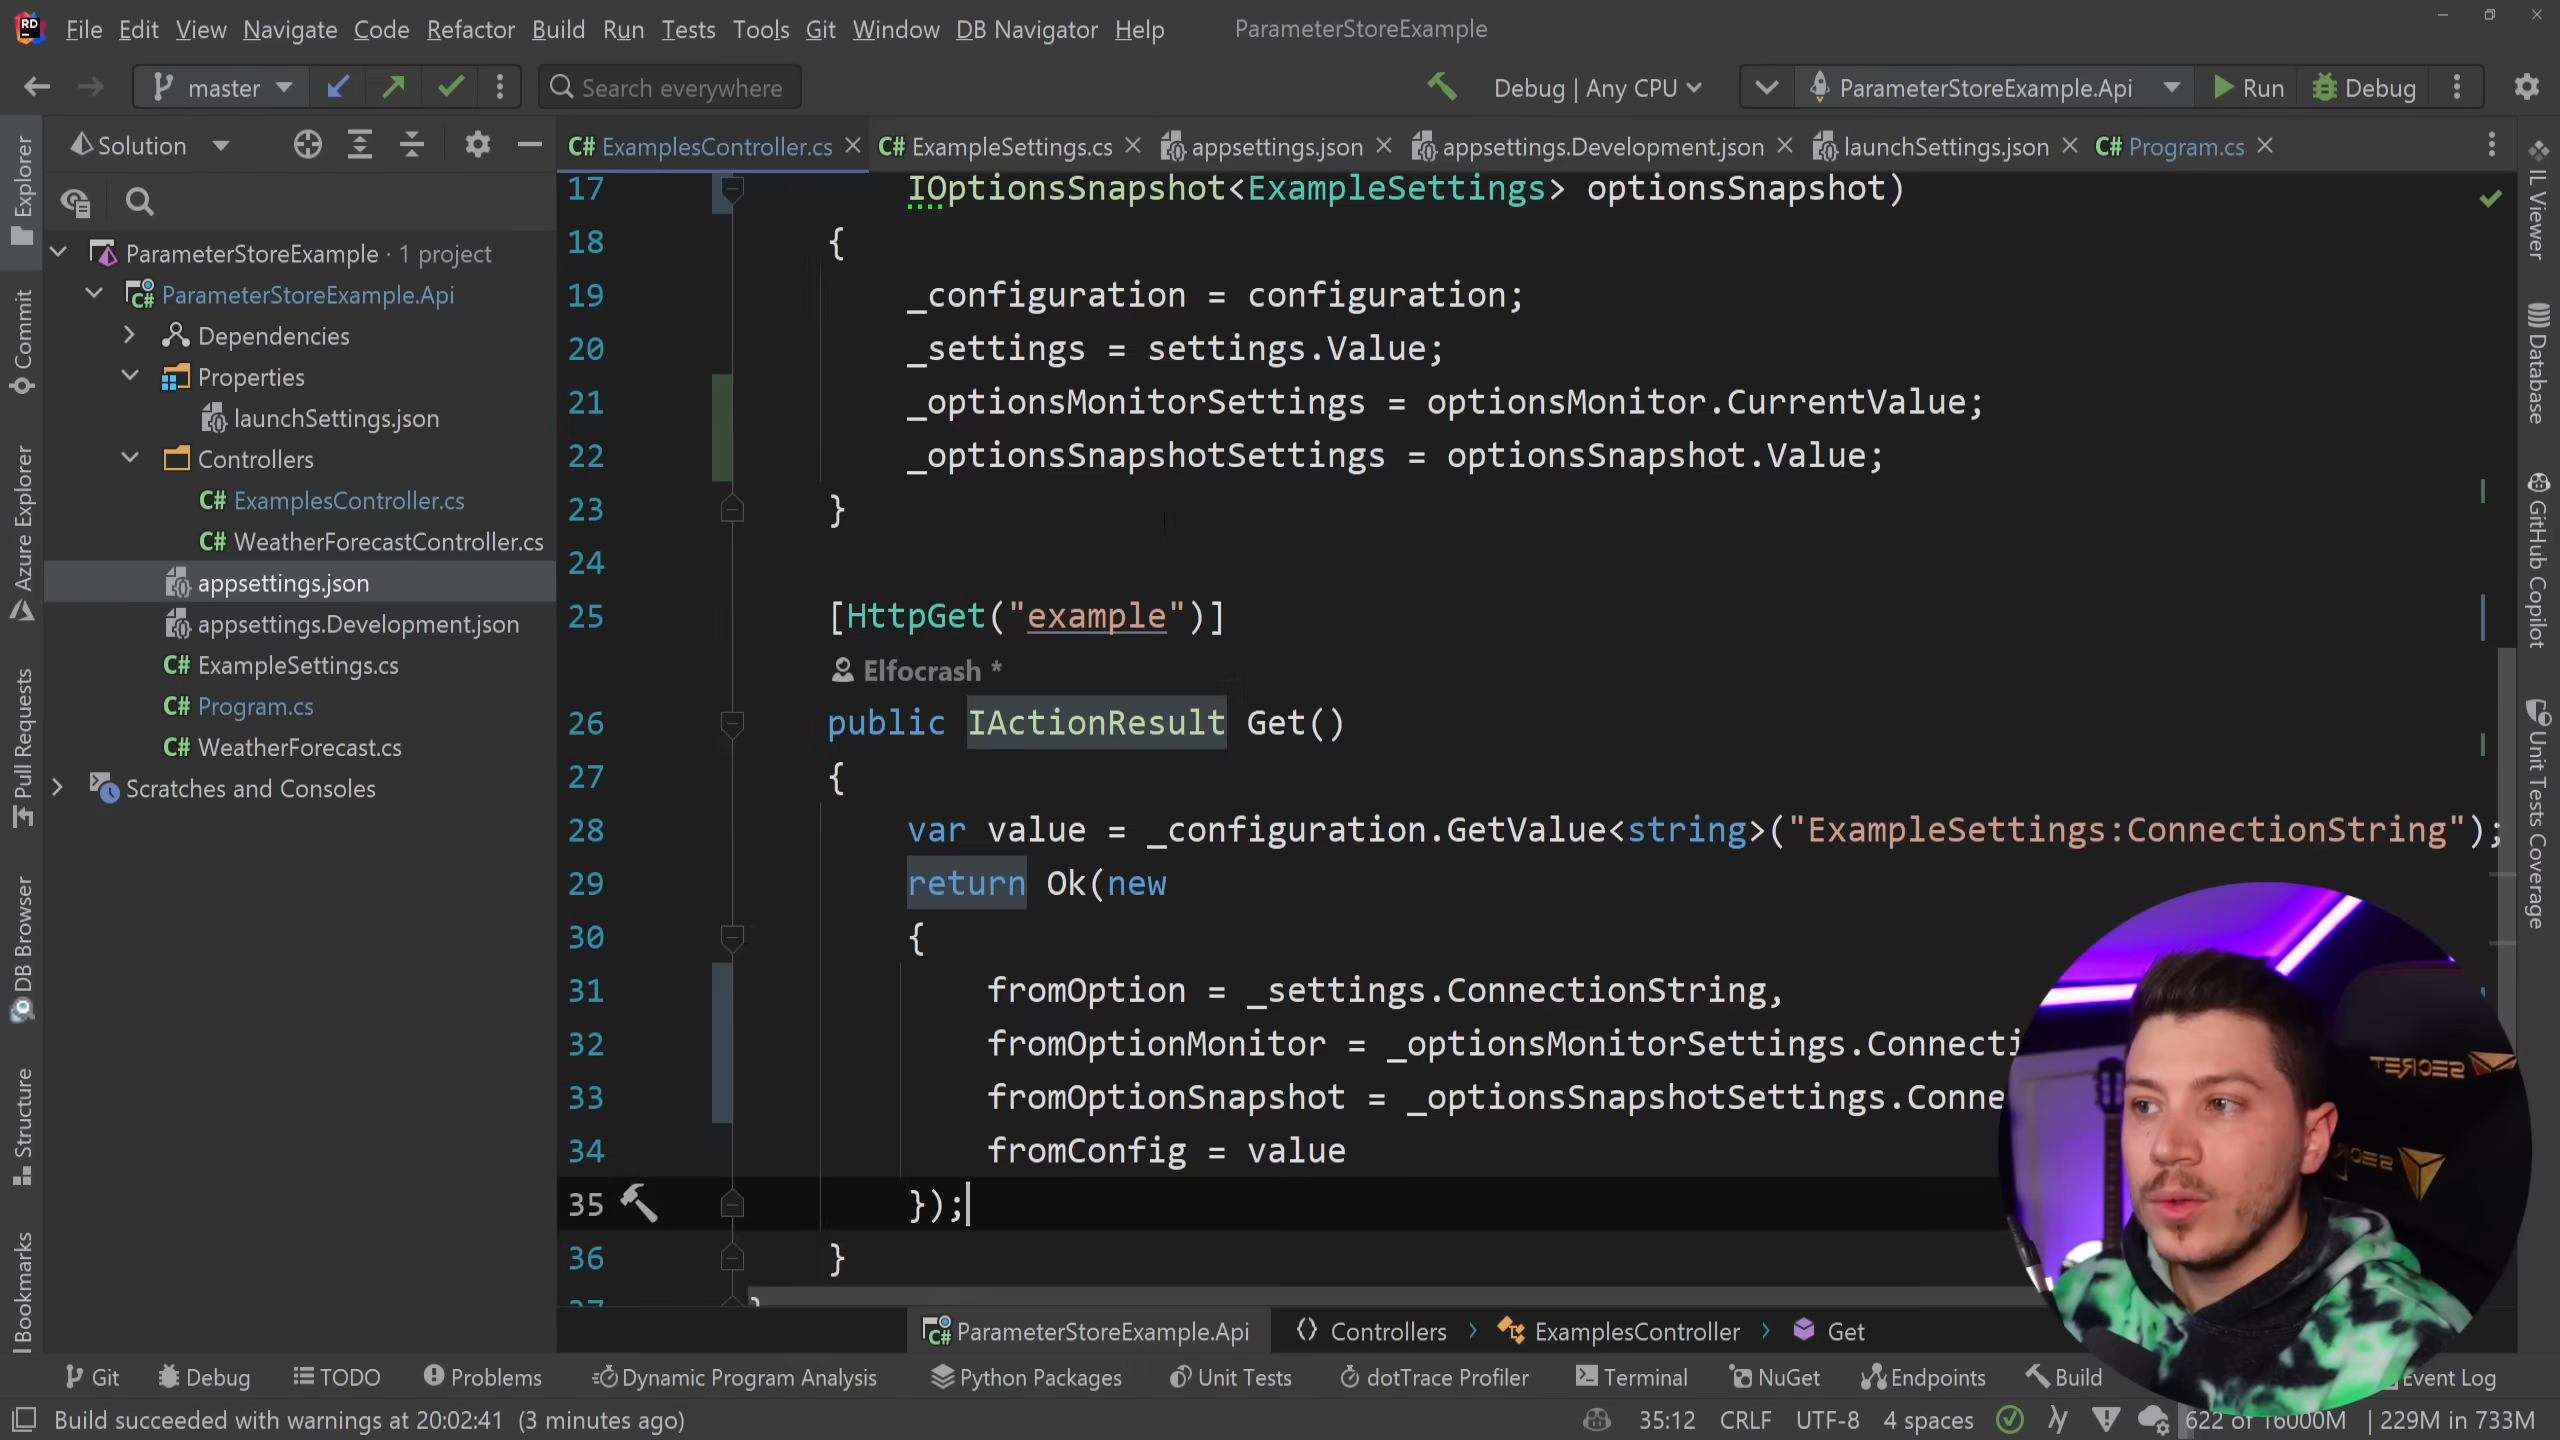 File Edit View Navigate Code Refactor Build Run Tests Tools Git Window DB Navigator Help ParameterStoreExample
master Search everywhere Debug | Any CPU ParameterStoreExample.Api Run Debug
Solution
ExamplesController.cs ExampleSettings.cs appsettings.json appsettings.Development.json launchSettings.json Program.cs
Explorer
Commit
Azure Explorer
Pull Requests
DB Browser
Structure
Bookmarks
ParameterStoreExample · 1 project
ParameterStoreExample.Api
Dependencies
Properties
launchSettings.json
Controllers
C# ExamplesController.cs
C# WeatherForecastController.cs
appsettings.json
appsettings.Development.json
C# ExampleSettings.cs
C# Program.cs
C# WeatherForecast.cs
Scratches and Consoles
17 IOptionsSnapshot<ExampleSettings> optionsSnapshot)
18 {
19 _configuration = configuration;
20 _settings = settings.Value;
21 _optionsMonitorSettings = optionsMonitor.CurrentValue;
22 _optionsSnapshotSettings = optionsSnapshot.Value;
23 }
24
25 [HttpGet("example")]
Elfocrash *
26 public IActionResult Get()
27 {
28 var value = _configuration.GetValue<string>("ExampleSettings:ConnectionString");
29 return Ok(new
30 {
31 fromOption = _settings.ConnectionString,
32 fromOptionMonitor = _optionsMonitorSettings.Connecti
33 fromOptionSnapshot = _optionsSnapshotSettings.Conne
34 fromConfig = value
35 });
36 }
IL Viewer
Database
GitHub Copilot
Unit Tests Coverage
ParameterStoreExample.Api Controllers ExamplesController Get
Git Debug TODO Problems Dynamic Program Analysis Python Packages Unit Tests dotTrace Profiler Terminal NuGet Endpoints Build Event Log
Build succeeded with warnings at 20:02:41 (3 minutes ago) 35:12 CRLF UTF-8 4 spaces 622 of 16000M 229M in 733M